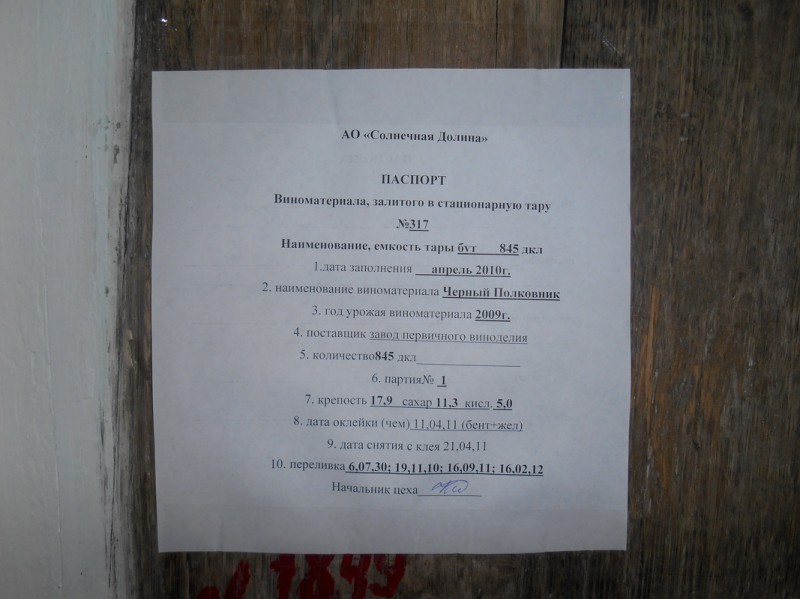 АО «Солнечная Долина»
ПАСПОРТ
Виноматериала, залитого в стационарную тару
№317
Наименование, емкость тары бут 845 дкл
1.дата заполнения апрель 2010г.
2. наименование виноматериала Черный Полковник
3. год урожая виноматериала 2009г.
4. поставщик завод первичного виноделия
5. количество845 дкл
6. партия№ 1
7. крепость 17,9 сахар 11,3 кисл. 5,0
8. дата оклейки (чем) 11,04,11 (бент+жел)
9. дата снятия с клея 21,04,11
10. переливка 6,07,30; 19,11,10; 16,09,11; 16,02,12
Начальник цеха